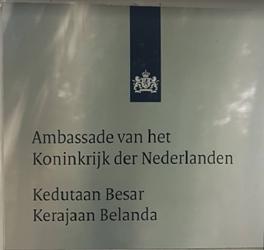 Ambassade van het
Koninkrijk der Nederlanden
Kedutaan Besar
Kerajaan Belanda